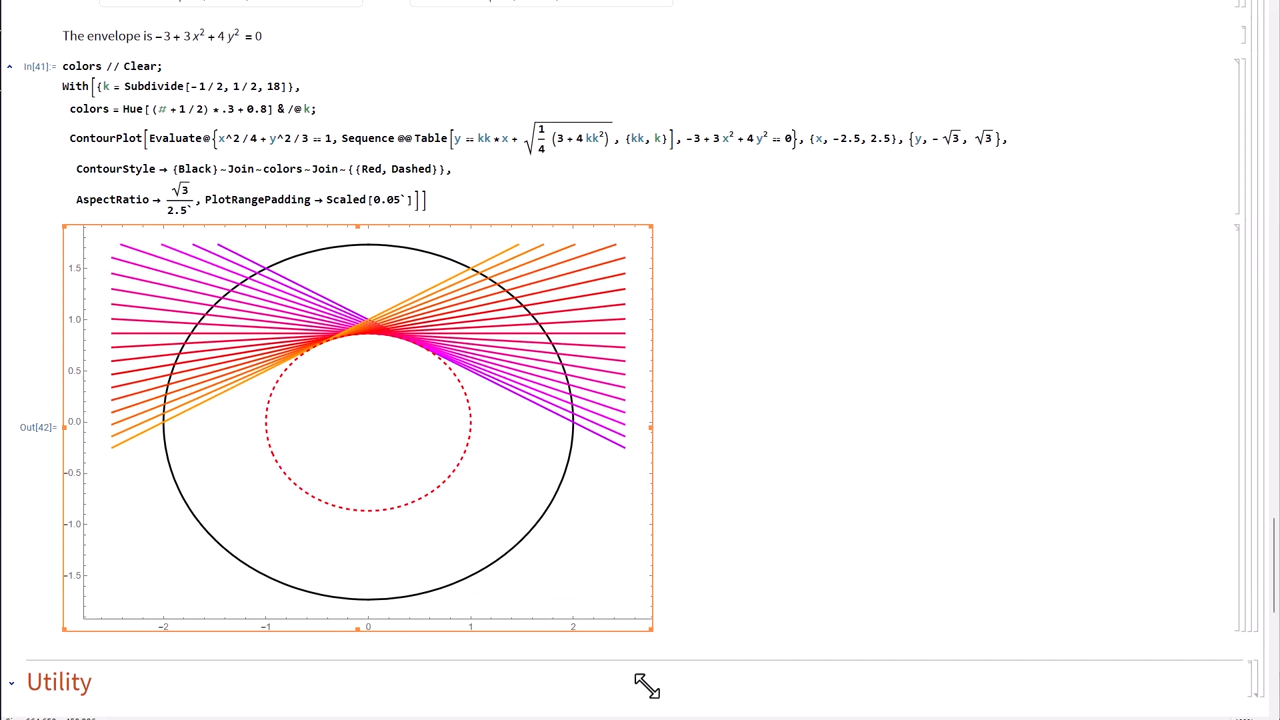 The envelope is −3 + 3 x² + 4 y² = 0
In[41]:= colors // Clear;
With[{k = Subdivide[-1/2, 1/2, 18]},
colors = Hue[(# + 1/2) * .3 + 0.8] & /@ k;
ContourPlot[Evaluate@{x^2/4 + y^2/3 == 1, Sequence @@ Table[y == kk * x + √(1/4 (3 + 4 kk²)), {kk, k}], -3 + 3 x² + 4 y² == 0}, {x, -2.5, 2.5}, {y, -√3, √3},
ContourStyle → {Black} ~Join~ colors ~Join~ {{Red, Dashed}},
AspectRatio → √3/2.5`, PlotRangePadding → Scaled[0.05`]]]
1.5
1.0
0.5
Out[42]=
0.0
−0.5
−1.0
−1.5
−2 −1 0 1 2
Utility